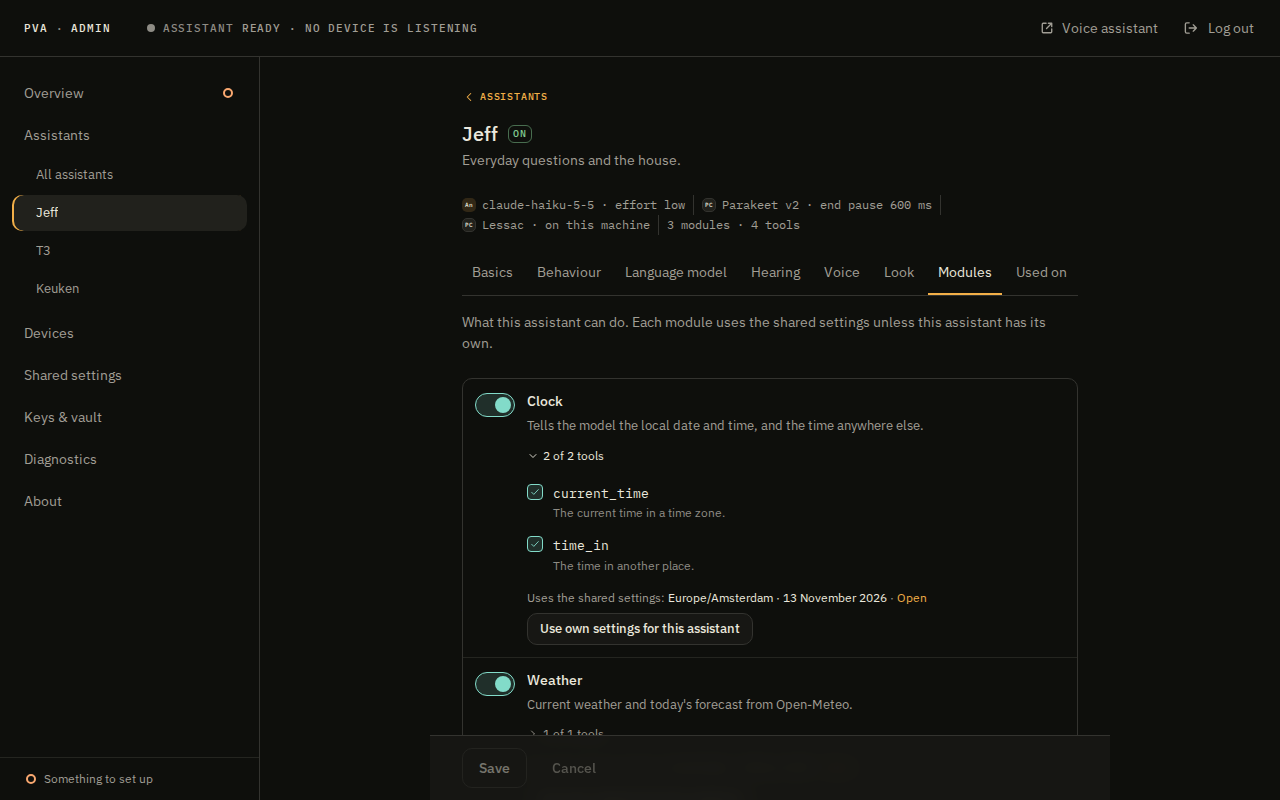 PVA · ADMIN
ASSISTANT READY · NO DEVICE IS LISTENING
Voice assistant
Log out
Overview
Assistants
All assistants
Jeff
T3
Keuken
Devices
Shared settings
Keys & vault
Diagnostics
About
Something to set up
ASSISTANTS
Jeff ON
Everyday questions and the house.
An claude-haiku-5-5 · effort low PC Parakeet v2 · end pause 600 ms
PC Lessac · on this machine 3 modules · 4 tools
Basics Behaviour Language model Hearing Voice Look Modules Used on
What this assistant can do. Each module uses the shared settings unless this assistant has its
own.
Clock
Tells the model the local date and time, and the time anywhere else.
2 of 2 tools
current_time
The current time in a time zone.
time_in
The time in another place.
Uses the shared settings: Europe/Amsterdam · 13 November 2026 · Open
Use own settings for this assistant
Weather
Current weather and today's forecast from Open-Meteo.
1 of 1 tools
Save Cancel